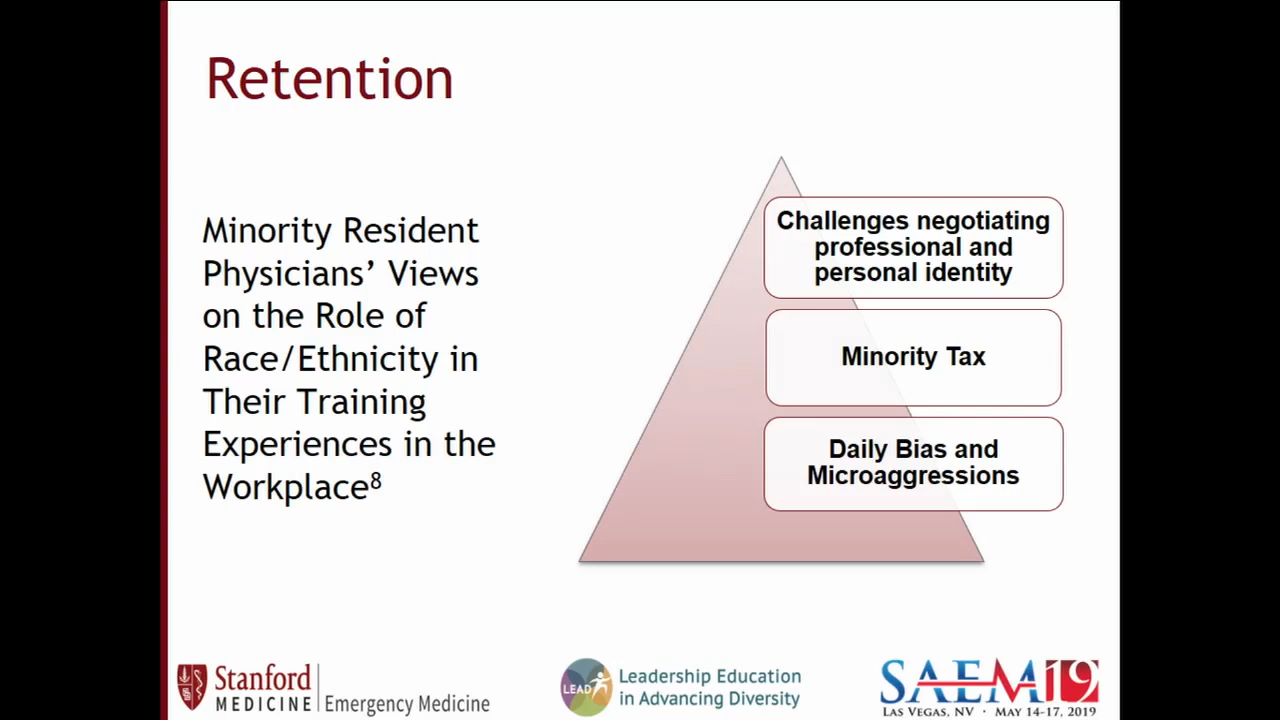 Retention
Minority Resident
Physicians’ Views
on the Role of
Race/Ethnicity in
Their Training
Experiences in the
Workplace8
Challenges negotiating
professional and
personal identity
Minority Tax
Daily Bias and
Microaggressions
Stanford
MEDICINE
Emergency Medicine
LEAD
Leadership Education
in Advancing Diversity
SAEM19
LAS VEGAS, NV · MAY 14-17, 2019